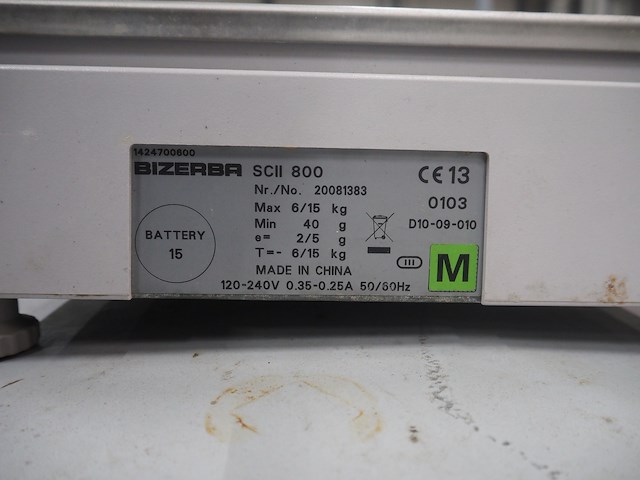 1424700600
BIZERBA SCII 800 CE 13
Nr./No. 20081383
0103
Max 6/15 kg
D10-09-010
Min 40 g
e= 2/5 g
T=- 6/15 kg
BATTERY
15
III
M
MADE IN CHINA
120-240V 0.35-0.25A 50/60Hz